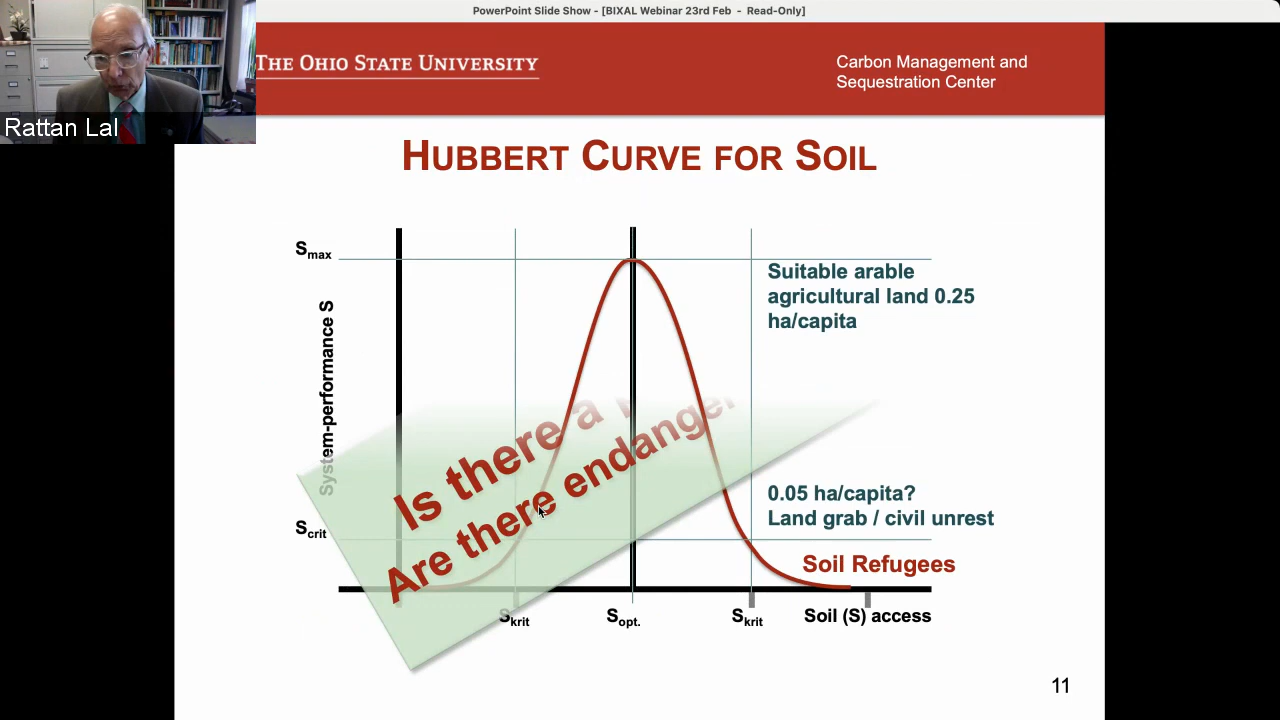 PowerPoint Slide Show - [BIXAL Webinar 23rd Feb - Read-Only]
Rattan Lal
THE OHIO STATE UNIVERSITY
Carbon Management and
Sequestration Center
HUBBERT CURVE FOR SOIL
Smax
System-performance S
Scrit
Suitable arable
agricultural land 0.25
ha/capita
Is there a
Are there endanger
0.05 ha/capita?
Land grab / civil unrest
Soil Refugees
Skrit
Sopt.
Skrit
Soil (S) access
11